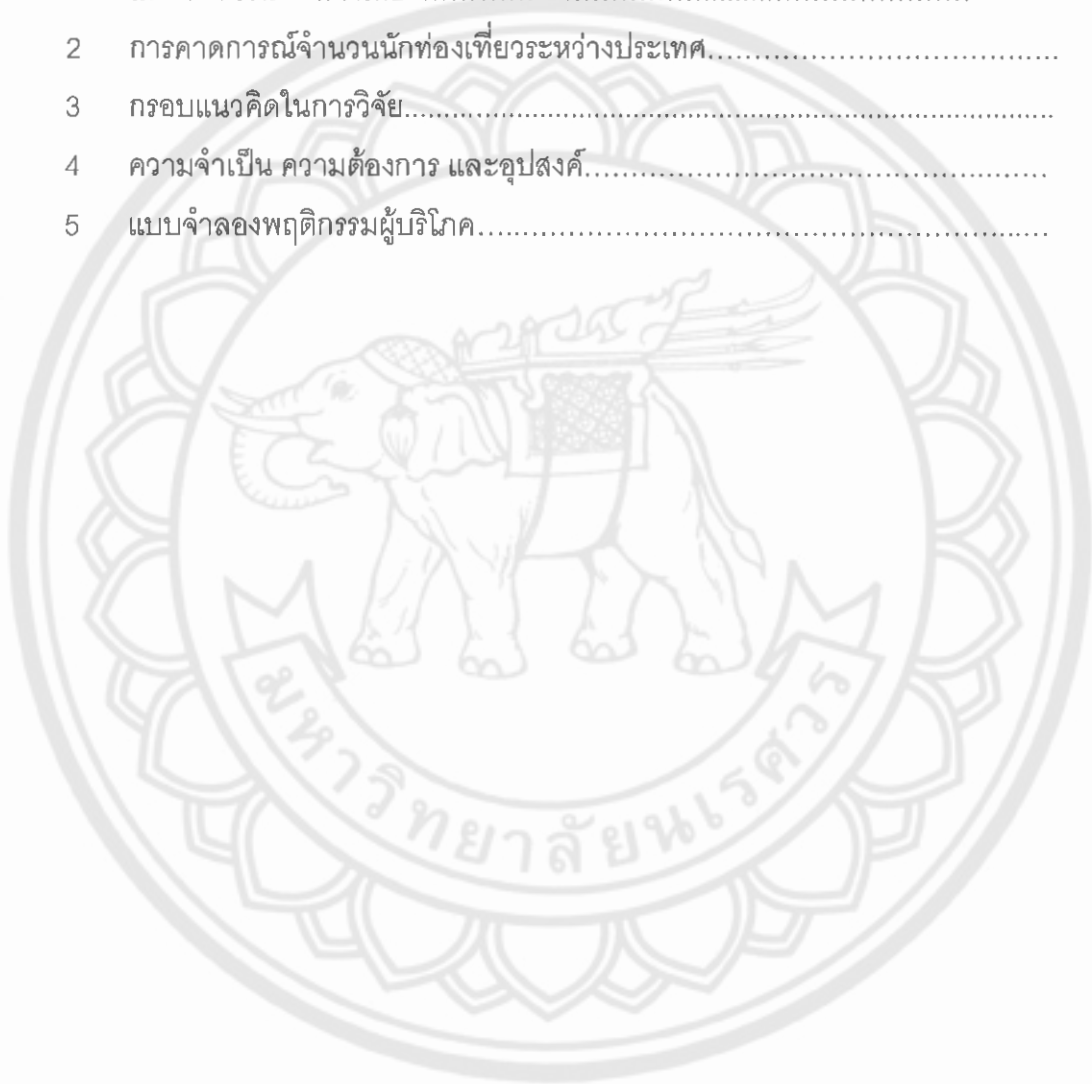 2 การคาดการณ์จำนวนนักท่องเที่ยวระหว่างประเทศ........................................
3 กรอบแนวคิดในการวิจัย..........................................................................
4 ความจำเป็น ความต้องการ และอุปสงค์....................................................
5 แบบจำลองพฤติกรรมผู้บริโภค.................................................................
มหาวิทยาลัยนเรศวร